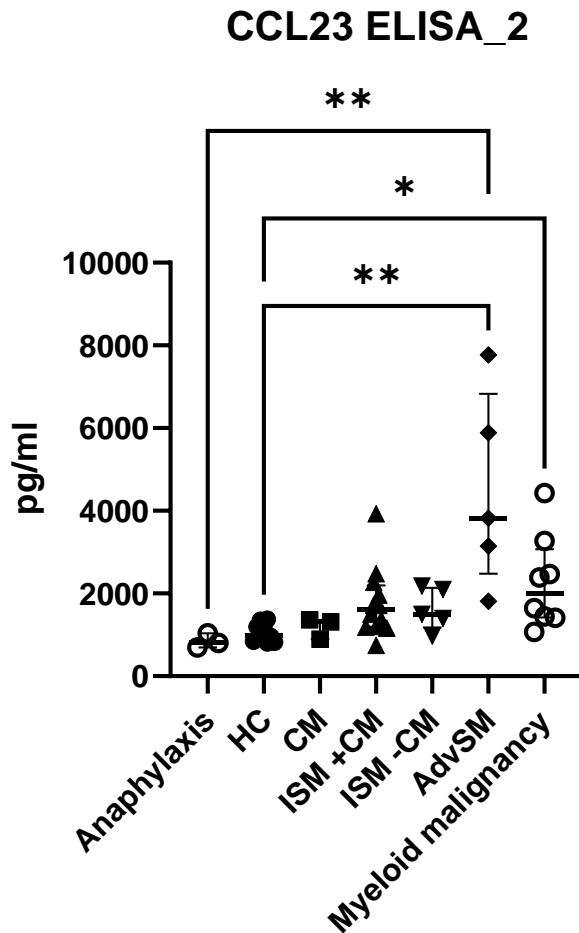 CCL23 ELISA_2
**
*
**
10000
8000
6000
4000
2000
0
pg/ml
Anaphylaxis
HC
CM
ISM +CM
ISM -CM
AdvSM
Myeloid malignancy